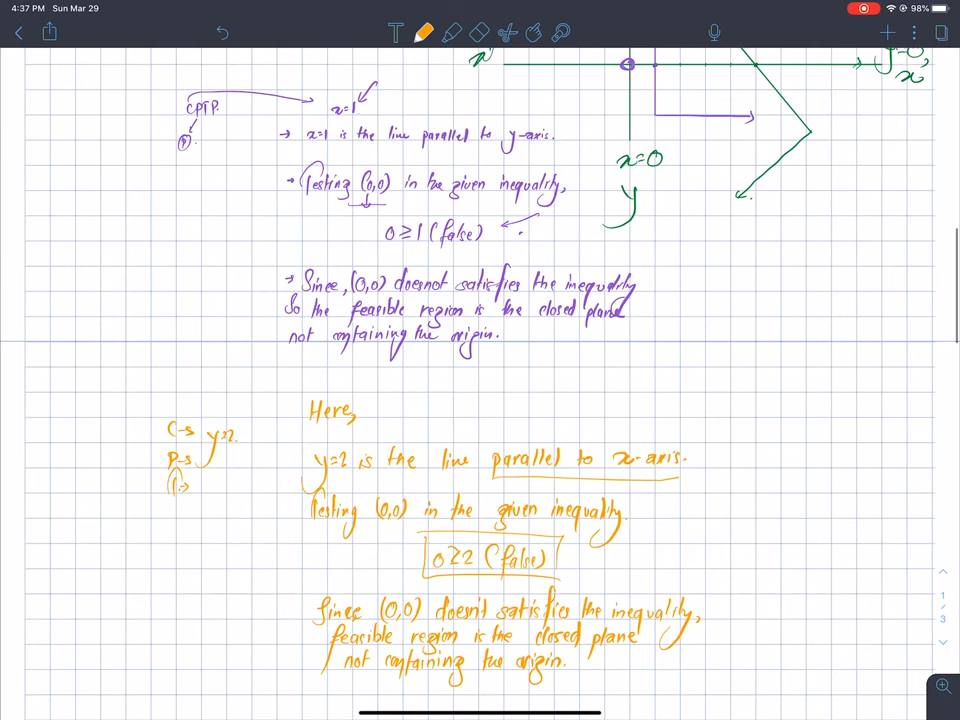 4:37 PM Sun Mar 29
98%
x'
y=0,
x
CPTP.
x=1
→ x=1 is the line parallel to y-axis.
x=0
y
→ Testing (0,0) in the given inequality,
0≥1 (false)
→ Since, (0,0) doesnot satisfies the inequality
So the feasible region is the closed plane
not containing the origin.
Here,
C→ y=2.
P→
T→
y=2 is the line parallel to x-axis.
Testing (0,0) in the given inequality.
0≥2 (false)
Since (0,0) doesn't satisfies the inequality,
feasible region is the closed plane
not containing the origin.
1
/
3